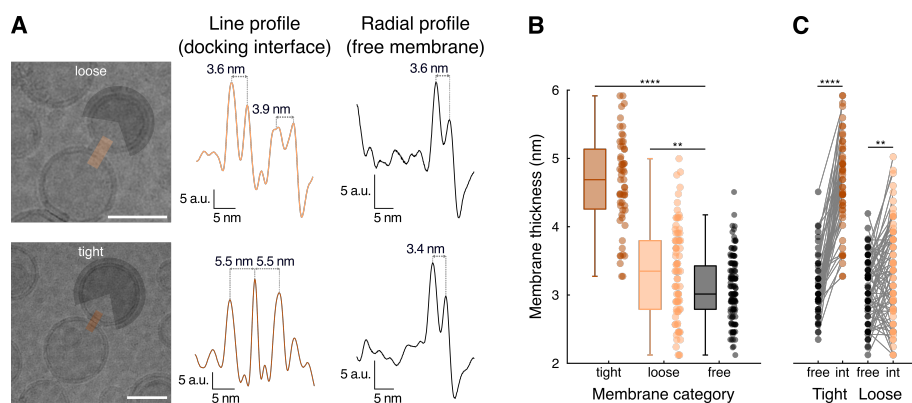 A
Line profile
(docking interface)
Radial profile
(free membrane)
loose
3.6 nm
3.9 nm
5 a.u.
5 nm
3.6 nm
5 a.u.
5 nm
tight
5.5 nm
5.5 nm
5 a.u.
5 nm
3.4 nm
5 a.u.
5 nm
B
Membrane thickness (nm)
6
5
4
3
2
****
**
tight
loose
free
Membrane category
C
****
**
free int
free int
Tight
Loose